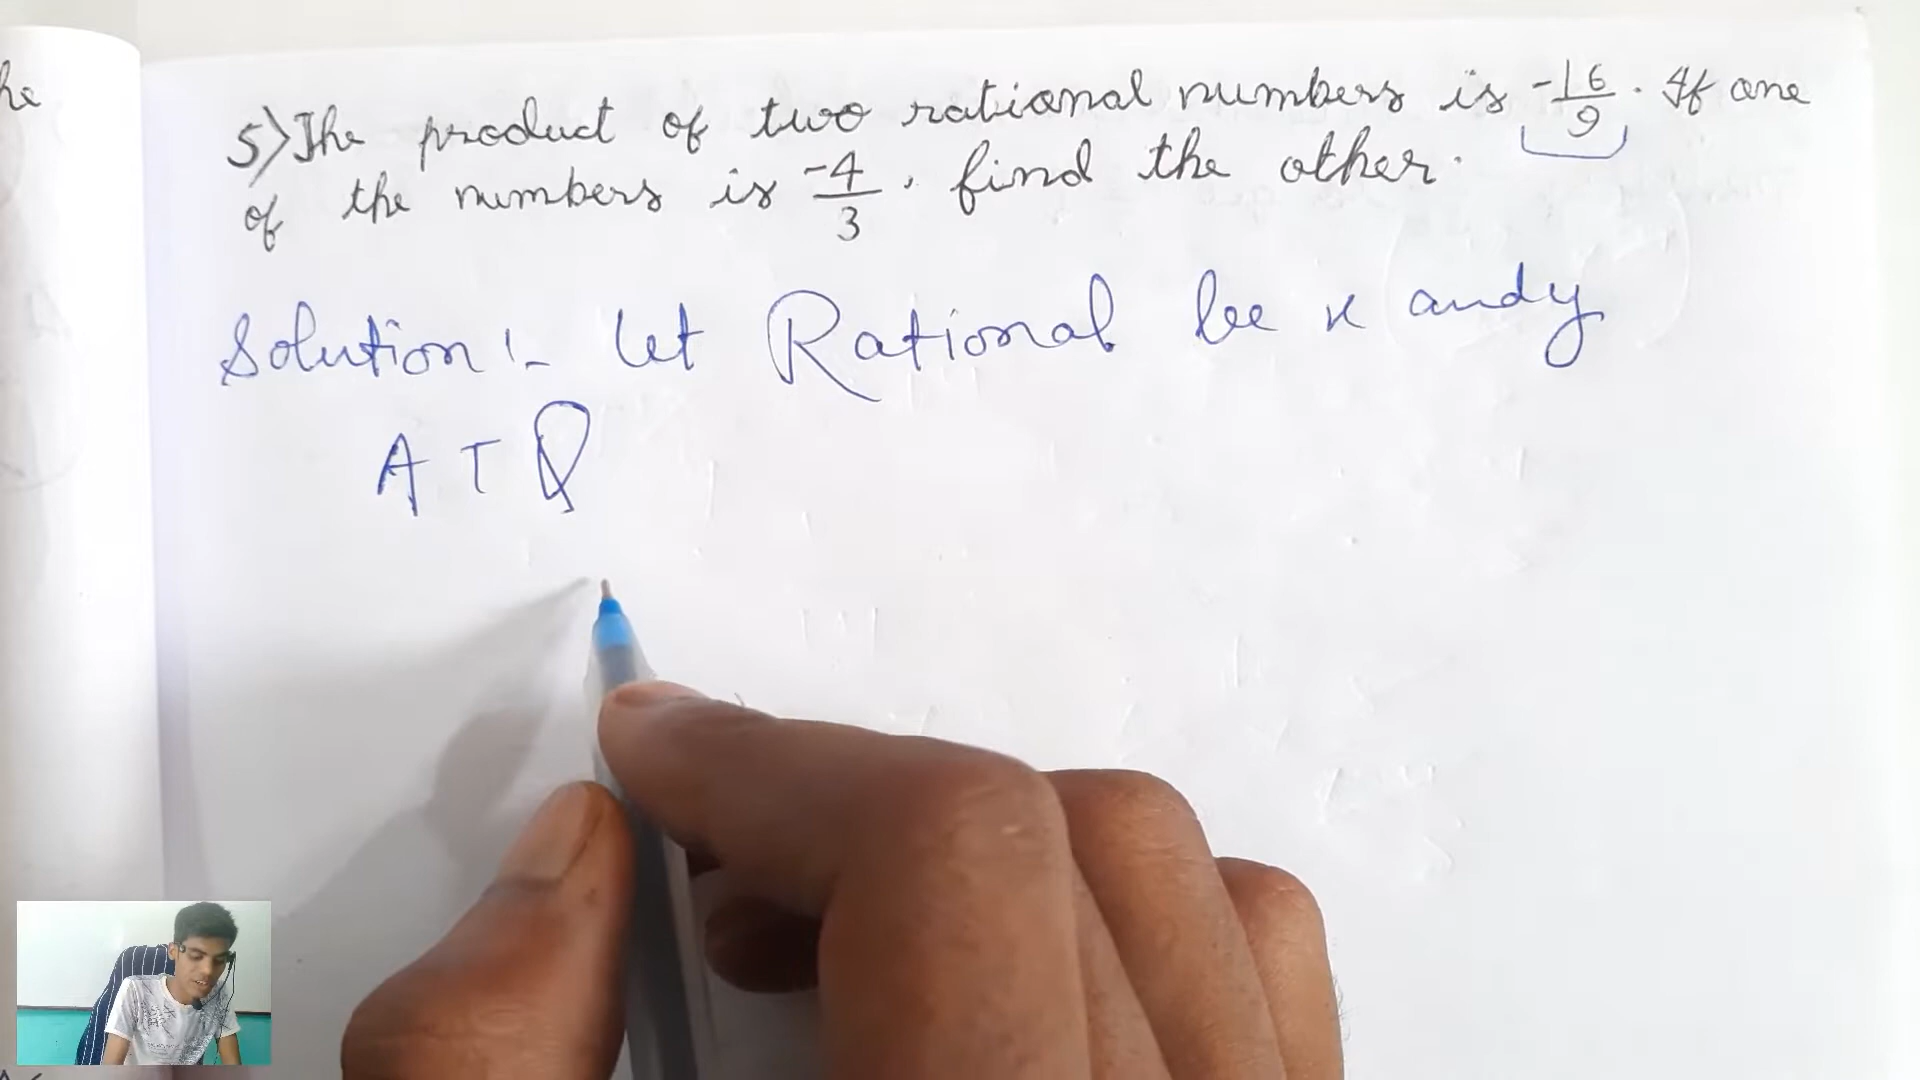 he
5) The product of two rational numbers is -16/9. If one
of the numbers is -4/3, find the other.
Solution:- let Rational be x and y
A T Q